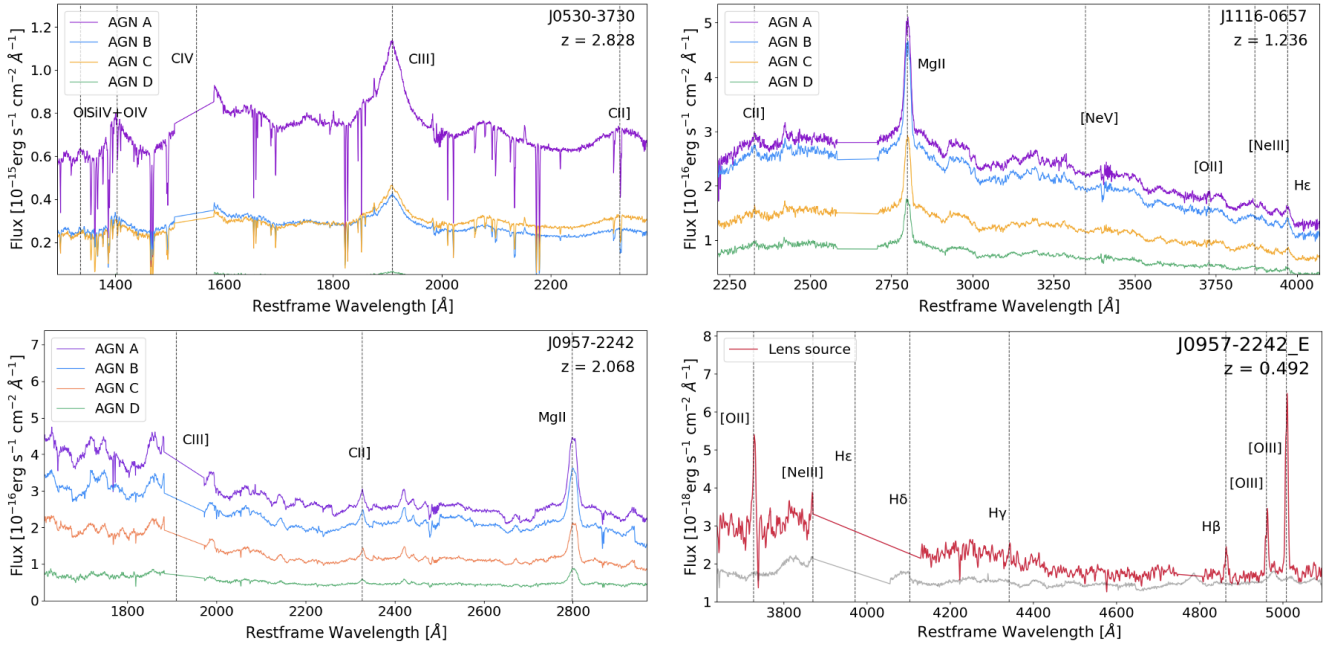 J0530-3730
z = 2.828
AGN A
AGN B
AGN C
AGN D
OI
SiIV+OIV
CIV
CIII]
CII]
Flux [10⁻¹⁵erg s⁻¹ cm⁻² Å⁻¹]
1.2
1.0
0.8
0.6
0.4
0.2
1400 1600 1800 2000 2200
Restframe Wavelength [Å]
J1116-0657
z = 1.236
AGN A
AGN B
AGN C
AGN D
CII]
MgII
[NeV]
[OII]
[NeIII]
Hε
Flux [10⁻¹⁶erg s⁻¹ cm⁻² Å⁻¹]
5
4
3
2
1
2250 2500 2750 3000 3250 3500 3750 4000
Restframe Wavelength [Å]
J0957-2242
z = 2.068
AGN A
AGN B
AGN C
AGN D
CIII]
CII]
MgII
Flux [10⁻¹⁶erg s⁻¹ cm⁻² Å⁻¹]
7
6
5
4
3
2
1
0
1800 2000 2200 2400 2600 2800
Restframe Wavelength [Å]
J0957-2242_E
z = 0.492
Lens source
[OII]
[NeIII]
Hε
Hδ
Hγ
Hβ
[OIII]
[OIII]
Flux [10⁻¹⁸erg s⁻¹ cm⁻² Å⁻¹]
8
7
6
5
4
3
2
1
3800 4000 4200 4400 4600 4800 5000
Restframe Wavelength [Å]